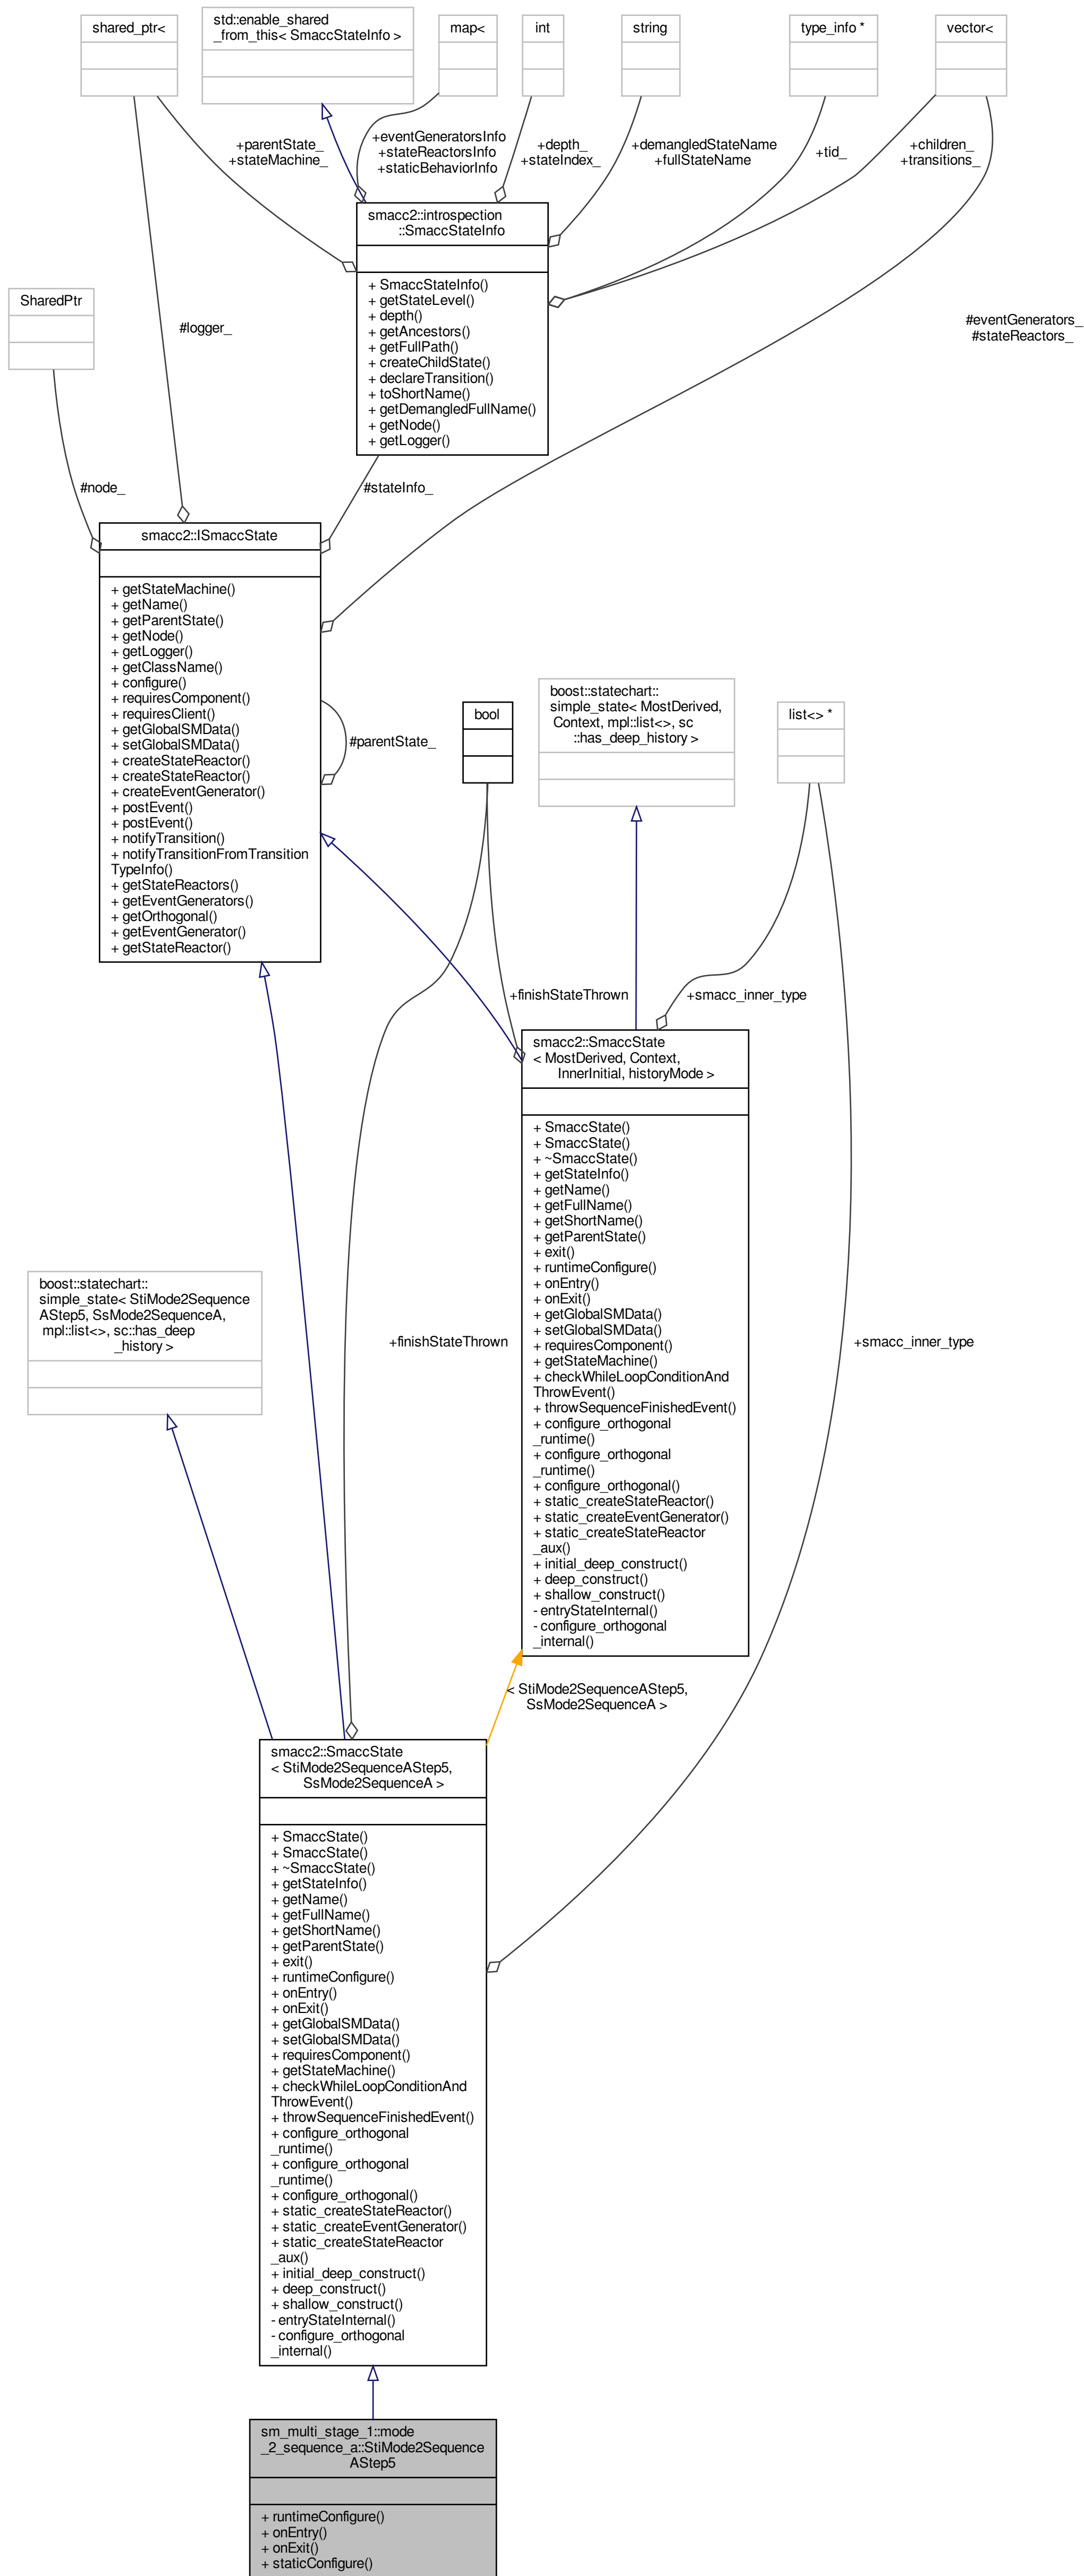 shared_ptr<
std::enable_shared
_from_this< SmaccStateInfo >
map<
int
string
type_info *
vector<
+parentState_
+stateMachine_
+eventGeneratorsInfo
+stateReactorsInfo
+staticBehaviorInfo
+depth_
+stateIndex_
+demangledStateName
+fullStateName
+tid_
+children_
+transitions_
smacc2::introspection
::SmaccStateInfo
+ SmaccStateInfo()
+ getStateLevel()
+ depth()
+ getAncestors()
+ getFullPath()
+ createChildState()
+ declareTransition()
+ toShortName()
+ getDemangledFullName()
+ getNode()
+ getLogger()
SharedPtr
#logger_
#eventGenerators_
#stateReactors_
#node_
#stateInfo_
smacc2::ISmaccState
+ getStateMachine()
+ getName()
+ getParentState()
+ getNode()
+ getLogger()
+ getClassName()
+ configure()
+ requiresComponent()
+ requiresClient()
+ getGlobalSMData()
+ setGlobalSMData()
+ createStateReactor()
+ createStateReactor()
+ createEventGenerator()
+ postEvent()
+ postEvent()
+ notifyTransition()
+ notifyTransitionFromTransition
TypeInfo()
+ getStateReactors()
+ getEventGenerators()
+ getOrthogonal()
+ getEventGenerator()
+ getStateReactor()
#parentState_
bool
boost::statechart::
simple_state< MostDerived,
Context, mpl::list<>, sc
::has_deep_history >
list<> *
+finishStateThrown
+smacc_inner_type
smacc2::SmaccState
< MostDerived, Context,
InnerInitial, historyMode >
+ SmaccState()
+ SmaccState()
+ ~SmaccState()
+ getStateInfo()
+ getName()
+ getFullName()
+ getShortName()
+ getParentState()
+ exit()
+ runtimeConfigure()
+ onEntry()
+ onExit()
+ getGlobalSMData()
+ setGlobalSMData()
+ requiresComponent()
+ getStateMachine()
+ checkWhileLoopConditionAnd
ThrowEvent()
+ throwSequenceFinishedEvent()
+ configure_orthogonal
_runtime()
+ configure_orthogonal
_runtime()
+ configure_orthogonal()
+ static_createStateReactor()
+ static_createEventGenerator()
+ static_createStateReactor
_aux()
+ initial_deep_construct()
+ deep_construct()
+ shallow_construct()
- entryStateInternal()
- configure_orthogonal
_internal()
boost::statechart::
simple_state< StiMode2Sequence
AStep5, SsMode2SequenceA,
mpl::list<>, sc::has_deep
_history >
+finishStateThrown
+smacc_inner_type
< StiMode2SequenceAStep5,
SsMode2SequenceA >
smacc2::SmaccState
< StiMode2SequenceAStep5,
SsMode2SequenceA >
+ SmaccState()
+ SmaccState()
+ ~SmaccState()
+ getStateInfo()
+ getName()
+ getFullName()
+ getShortName()
+ getParentState()
+ exit()
+ runtimeConfigure()
+ onEntry()
+ onExit()
+ getGlobalSMData()
+ setGlobalSMData()
+ requiresComponent()
+ getStateMachine()
+ checkWhileLoopConditionAnd
ThrowEvent()
+ throwSequenceFinishedEvent()
+ configure_orthogonal
_runtime()
+ configure_orthogonal
_runtime()
+ configure_orthogonal()
+ static_createStateReactor()
+ static_createEventGenerator()
+ static_createStateReactor
_aux()
+ initial_deep_construct()
+ deep_construct()
+ shallow_construct()
- entryStateInternal()
- configure_orthogonal
_internal()
sm_multi_stage_1::mode
_2_sequence_a::StiMode2Sequence
AStep5
+ runtimeConfigure()
+ onEntry()
+ onExit()
+ staticConfigure()